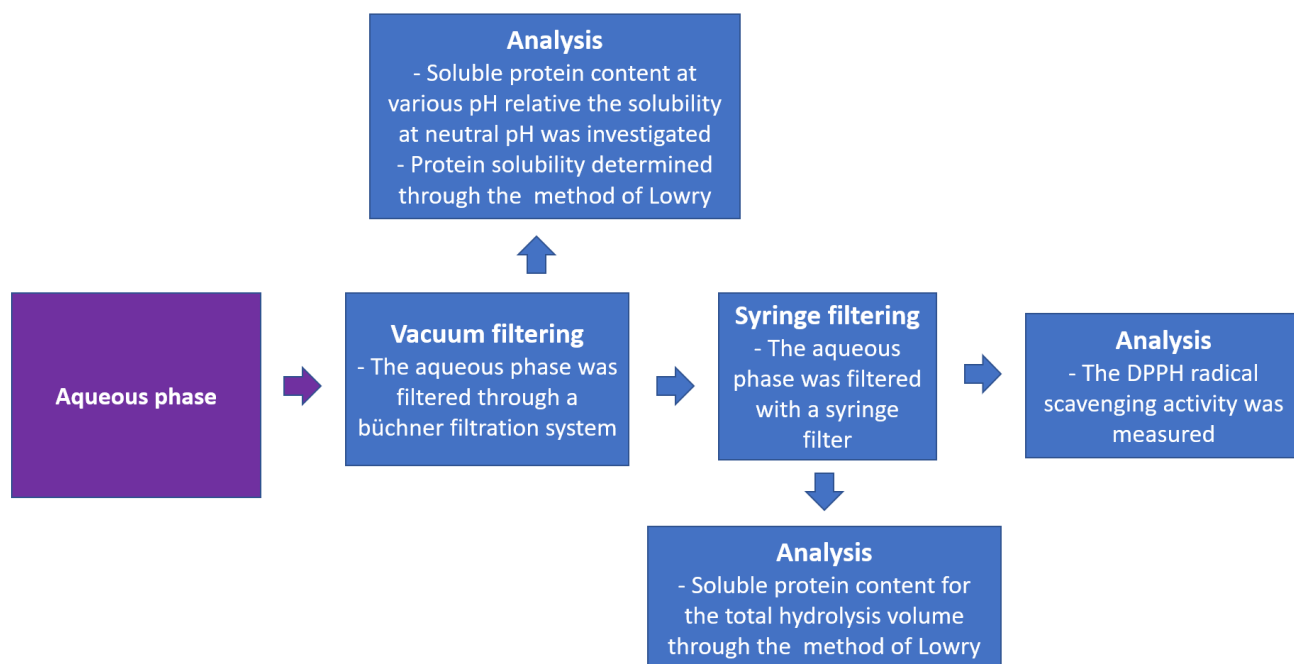 Analysis
- Soluble protein content at
various pH relative the solubility
at neutral pH was investigated
- Protein solubility determined
through the method of Lowry
Aqueous phase
Vacuum filtering
- The aqueous phase was
filtered through a
büchner filtration system
Syringe filtering
- The aqueous
phase was filtered
with a syringe
filter
Analysis
- The DPPH radical
scavenging activity was
measured
Analysis
- Soluble protein content for
the total hydrolysis volume
through the method of Lowry